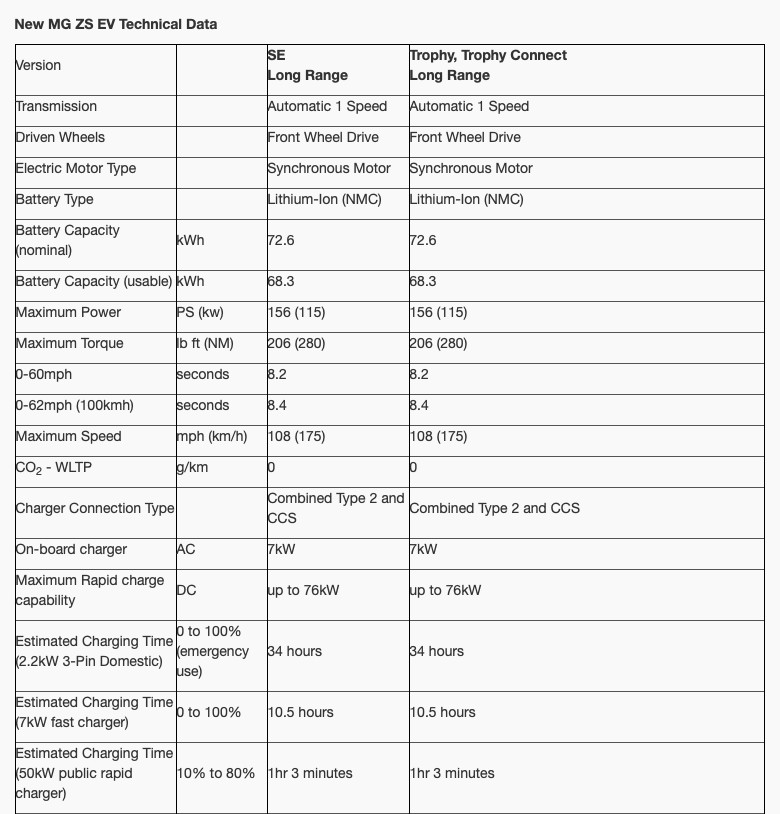 New MG ZS EV Technical Data
Version
SE
Long Range
Trophy, Trophy Connect
Long Range
Transmission Automatic 1 Speed Automatic 1 Speed
Driven Wheels Front Wheel Drive Front Wheel Drive
Electric Motor Type Synchronous Motor Synchronous Motor
Battery Type Lithium-Ion (NMC) Lithium-Ion (NMC)
Battery Capacity
(nominal)
kWh 72.6 72.6
Battery Capacity (usable) kWh 68.3 68.3
Maximum Power PS (kw) 156 (115) 156 (115)
Maximum Torque lb ft (NM) 206 (280) 206 (280)
0-60mph seconds 8.2 8.2
0-62mph (100kmh) seconds 8.4 8.4
Maximum Speed mph (km/h) 108 (175) 108 (175)
CO2 - WLTP g/km 0 0
Charger Connection Type
Combined Type 2 and
CCS
Combined Type 2 and CCS
On-board charger AC 7kW 7kW
Maximum Rapid charge
capability
DC up to 76kW up to 76kW
Estimated Charging Time
(2.2kW 3-Pin Domestic)
0 to 100%
(emergency
use)
34 hours 34 hours
Estimated Charging Time
(7kW fast charger)
0 to 100% 10.5 hours 10.5 hours
Estimated Charging Time
(50kW public rapid
charger)
10% to 80% 1hr 3 minutes 1hr 3 minutes